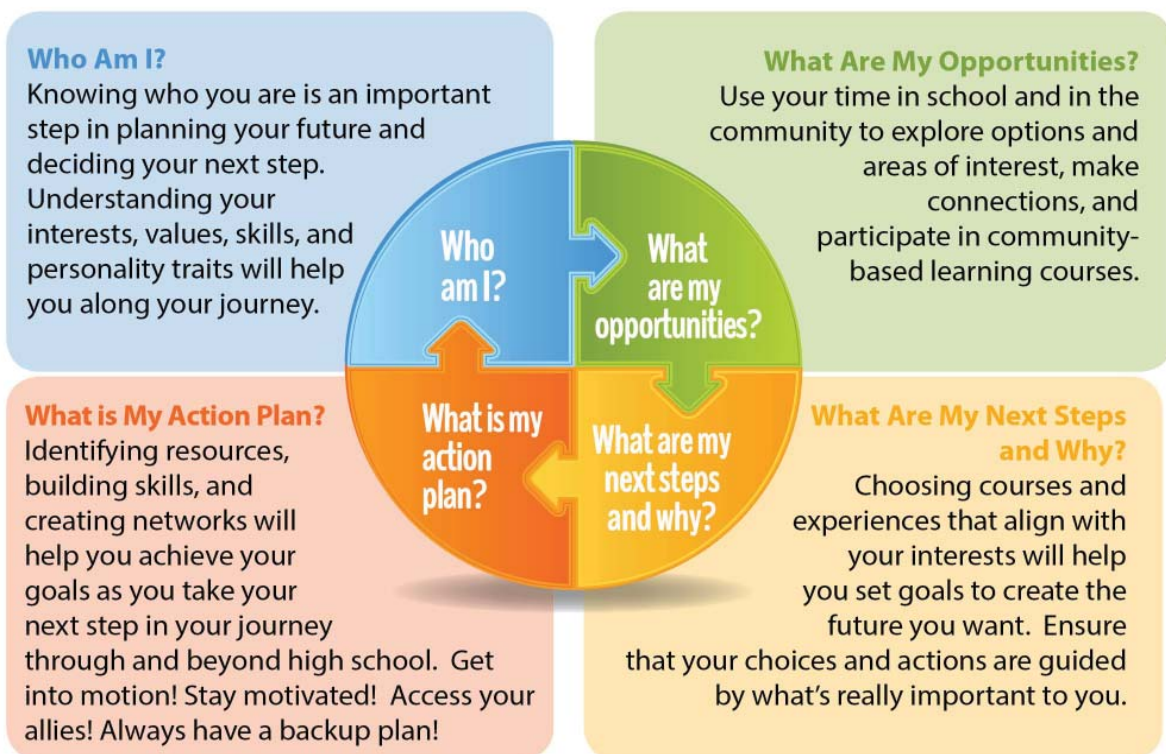 Who Am I?
Knowing who you are is an important
step in planning your future and
deciding your next step.
Understanding your
interests, values, skills, and
personality traits will help
you along your journey.
What Are My Opportunities?
Use your time in school and in the
community to explore options and
areas of interest, make
connections, and
participate in community-
based learning courses.
Who
am I?
What
are my
opportunities?
What is my
action
plan?
What are my
next steps
and why?
What is My Action Plan?
Identifying resources,
building skills, and
creating networks will
help you achieve your
goals as you take your
next step in your journey
through and beyond high school.  Get
into motion! Stay motivated!  Access your
allies! Always have a backup plan!
What Are My Next Steps
and Why?
Choosing courses and
experiences that align with
your interests will help
you set goals to create the
future you want.  Ensure
that your choices and actions are guided
by what's really important to you.